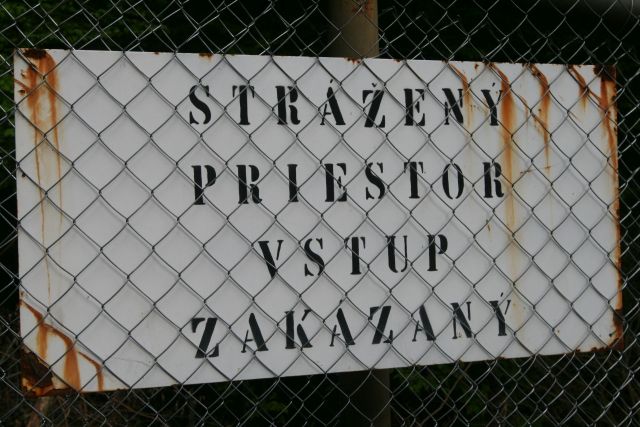 STRÁŽENÝ
PRIESTOR
VSTUP
ZAKÁZANÝ